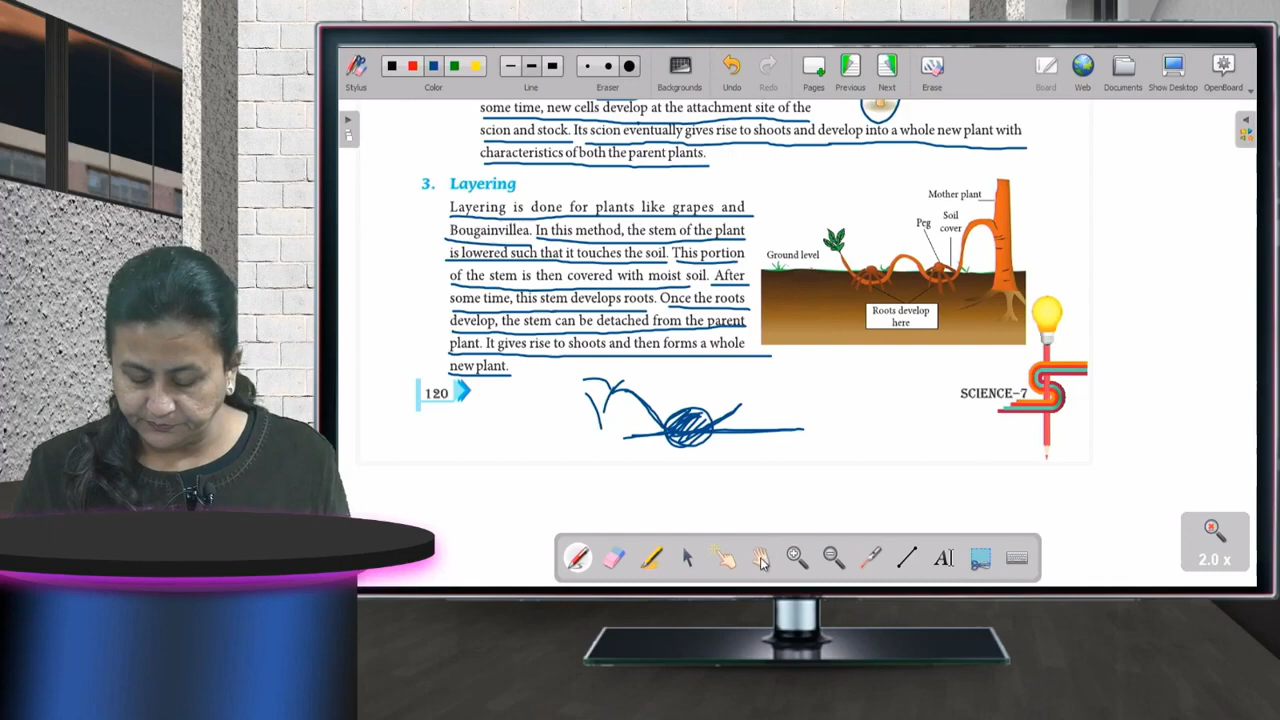 Stylus
Color
Line
Eraser
Backgrounds
Undo
Redo
Pages
Previous
Next
Erase
Board
Web
Documents
Show Desktop
OpenBoard
some time, new cells develop at the attachment site of the
scion and stock. Its scion eventually gives rise to shoots and develop into a whole new plant with
characteristics of both the parent plants.
3. Layering
Layering is done for plants like grapes and
Bougainvillea. In this method, the stem of the plant
is lowered such that it touches the soil. This portion
of the stem is then covered with moist soil. After
some time, this stem develops roots. Once the roots
develop, the stem can be detached from the parent
plant. It gives rise to shoots and then forms a whole
new plant.
Mother plant
Peg
Soil
cover
Ground level
Roots develop
here
120
SCIENCE–7
AI
2.0 x